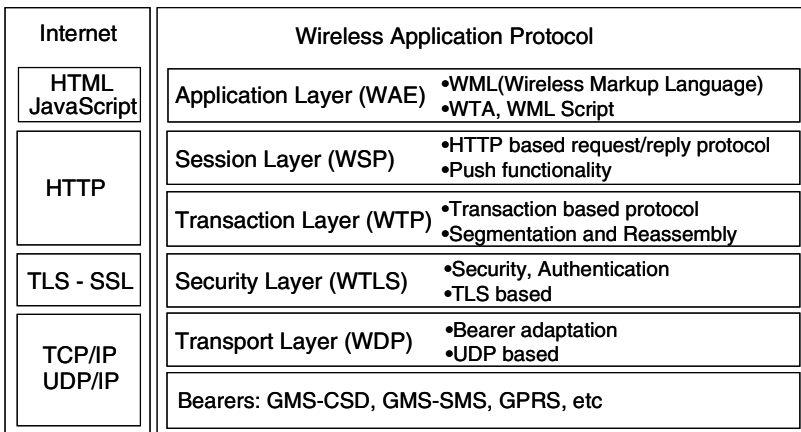 Internet
HTML
JavaScript
HTTP
TLS - SSL
TCP/IP
UDP/IP
Wireless Application Protocol
Application Layer (WAE)
•WML(Wireless Markup Language)
•WTA, WML Script
Session Layer (WSP)
•HTTP based request/reply protocol
•Push functionality
Transaction Layer (WTP)
•Transaction based protocol
•Segmentation and Reassembly
Security Layer (WTLS)
•Security, Authentication
•TLS based
Transport Layer (WDP)
•Bearer adaptation
•UDP based
Bearers: GMS-CSD, GMS-SMS, GPRS, etc